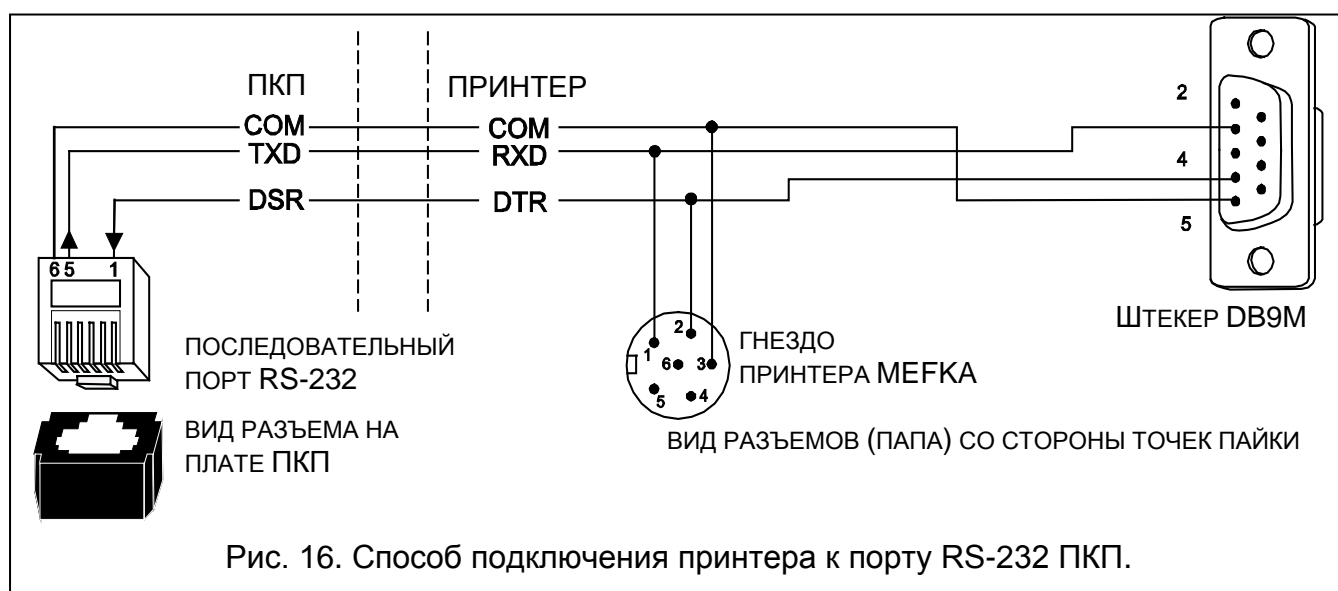 ПКП
ПРИНТЕР
2
COM
COM
TXD
RXD
4
DSR
DTR
5
6 5 1
ШТЕКЕР DB9M
ПОСЛЕДОВАТЕЛЬНЫЙ
ПОРТ RS-232
1
2
3
6
5
4
ГНЕЗДО
ПРИНТЕРА MEFKA
ВИД РАЗЪЕМА НА
ПЛАТЕ ПКП
ВИД РАЗЪЕМОВ (ПАПА) СО СТОРОНЫ ТОЧЕК ПАЙКИ
Рис. 16. Способ подключения принтера к порту RS-232 ПКП.